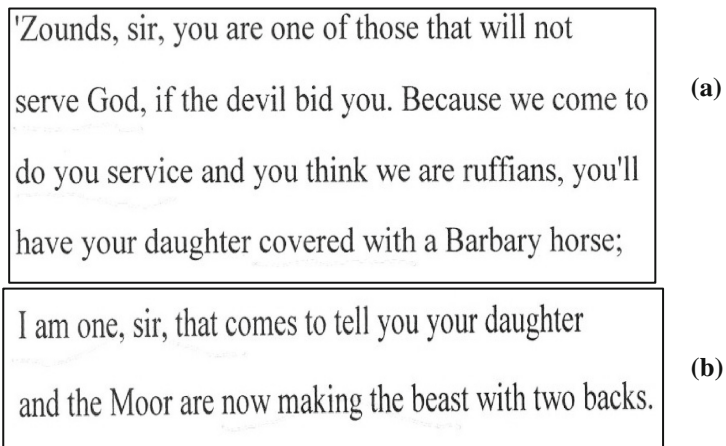 'Zounds, sir, you are one of those that will not
serve God, if the devil bid you. Because we come to
do you service and you think we are ruffians, you'll
have your daughter covered with a Barbary horse;
(a)
I am one, sir, that comes to tell you your daughter
and the Moor are now making the beast with two backs.
(b)